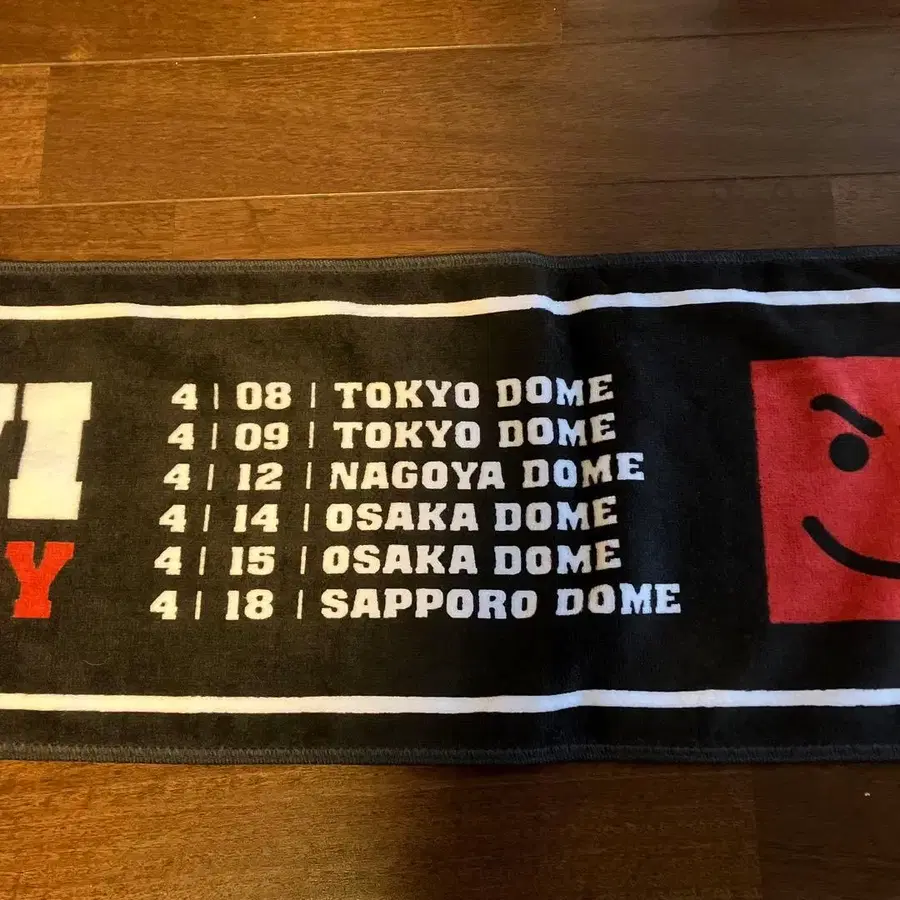 VI
Y
4 | 08 | TOKYO DOME
4 | 09 | TOKYO DOME
4 | 12 | NAGOYA DOME
4 | 14 | OSAKA DOME
4 | 15 | OSAKA DOME
4 | 18 | SAPPORO DOME